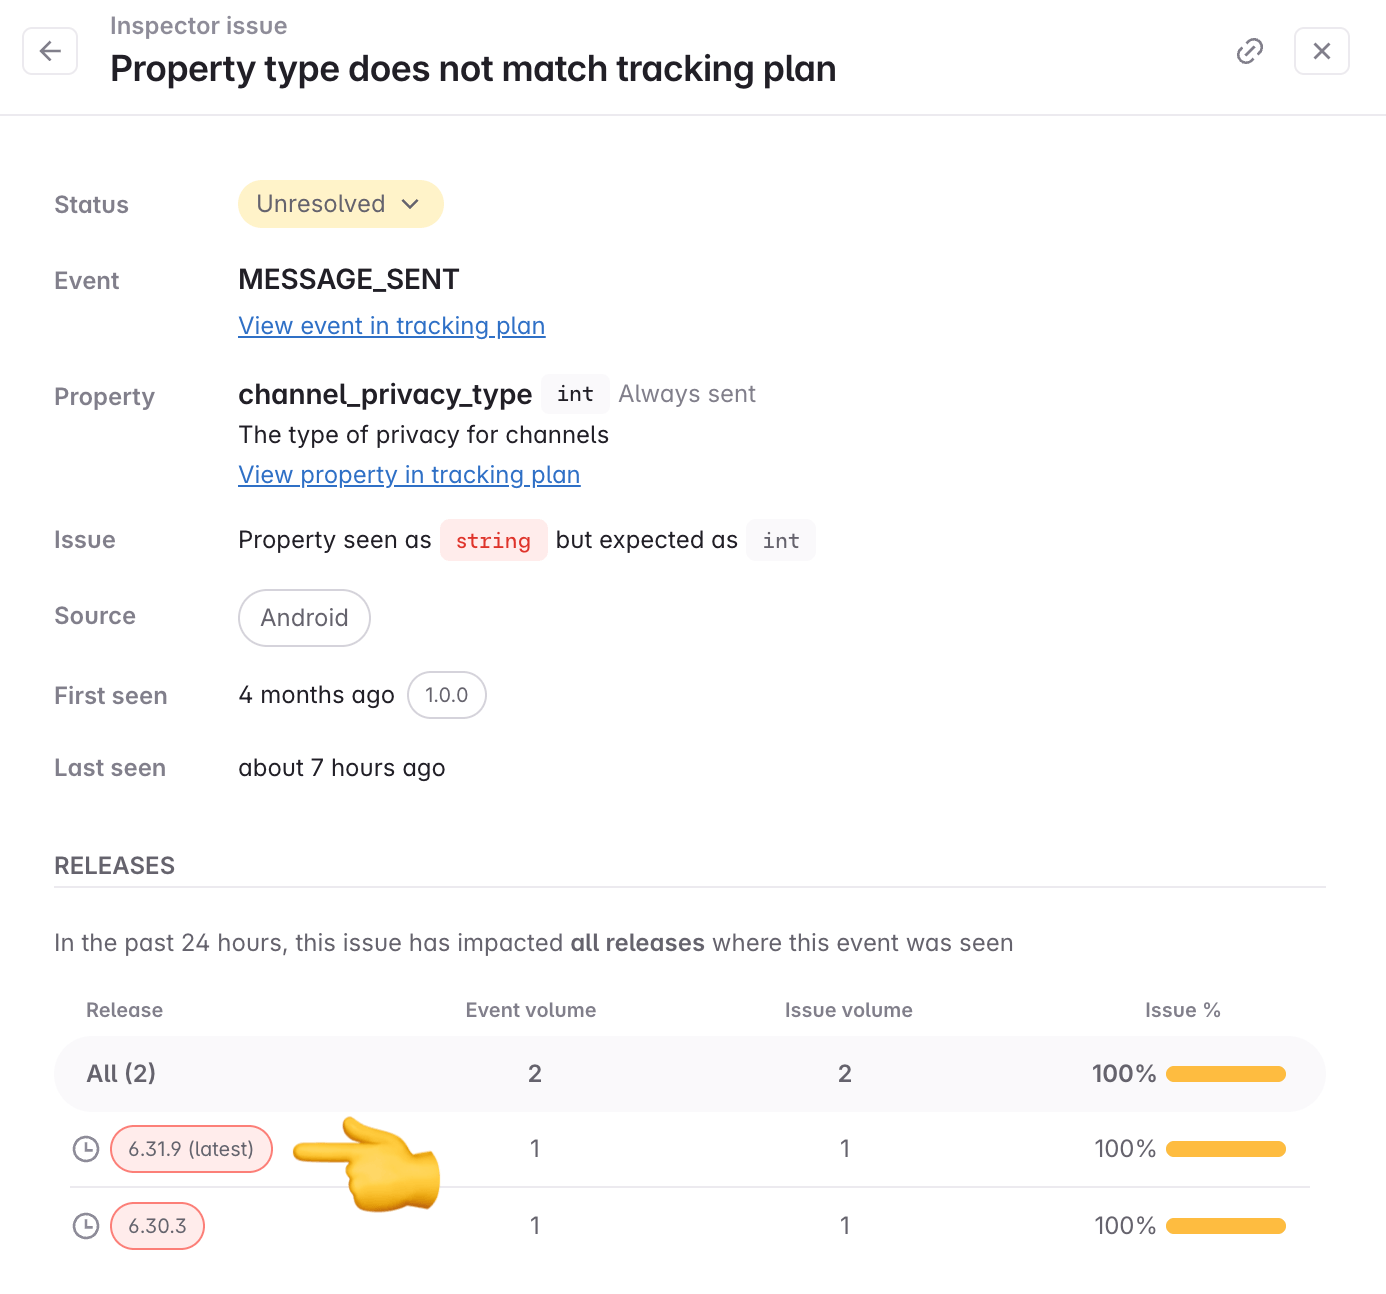 Inspector issue
Property type does not match tracking plan
Status Unresolved
Event MESSAGE_SENT
View event in tracking plan
Property channel_privacy_type int Always sent
The type of privacy for channels
View property in tracking plan
Issue Property seen as string but expected as int
Source Android
First seen 4 months ago 1.0.0
Last seen about 7 hours ago
RELEASES
In the past 24 hours, this issue has impacted all releases where this event was seen
Release Event volume Issue volume Issue %
All (2) 2 2 100%
6.31.9 (latest) 1 1 100%
6.30.3 1 1 100%